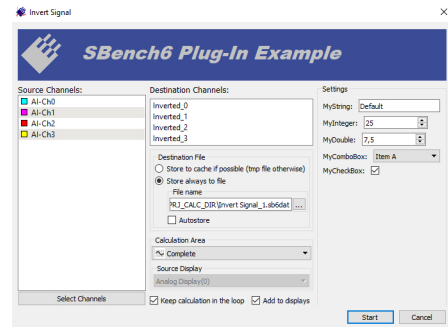 Invert Signal
SBench6 Plug-In Example
Source Channels:
AI-Ch0
AI-Ch1
AI-Ch2
AI-Ch3
Select Channels
Destination Channels:
Inverted_0
Inverted_1
Inverted_2
Inverted_3
Destination File
Store to cache if possible (tmp file otherwise)
Store always to file
File name
PRJ_CALC_DIR\Invert Signal_1.sb6dat ...
Autostore
Calculation Area
Complete
Source Display
Analog Display(0)
Keep calculation in the loop Add to displays
Settings
MyString: Default
MyInteger: 25
MyDouble: 7,5
MyComboBox: Item A
MyCheckBox:
Start Cancel